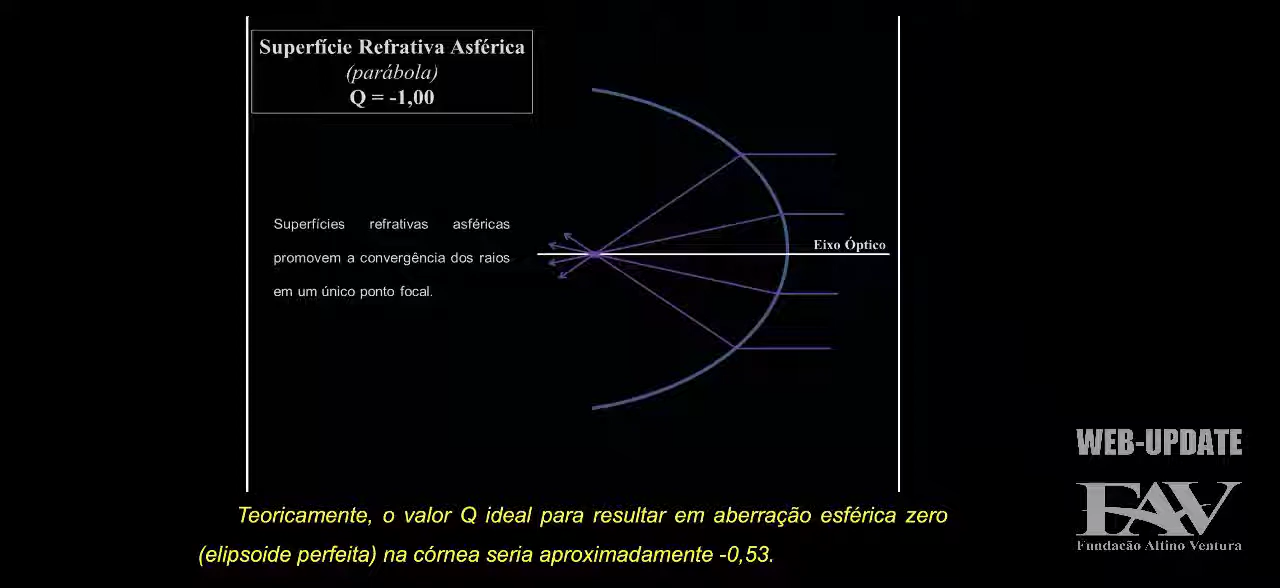 Superfície Refrativa Asférica
(parábola)
Q = -1,00
Superfícies refrativas asféricas
promovem a convergência dos raios
em um único ponto focal.
Eixo Óptico
Teoricamente, o valor Q ideal para resultar em aberração esférica zero
(elipsoide perfeita) na córnea seria aproximadamente -0,53.
WEB-UPDATE
FAV
Fundação Altino Ventura